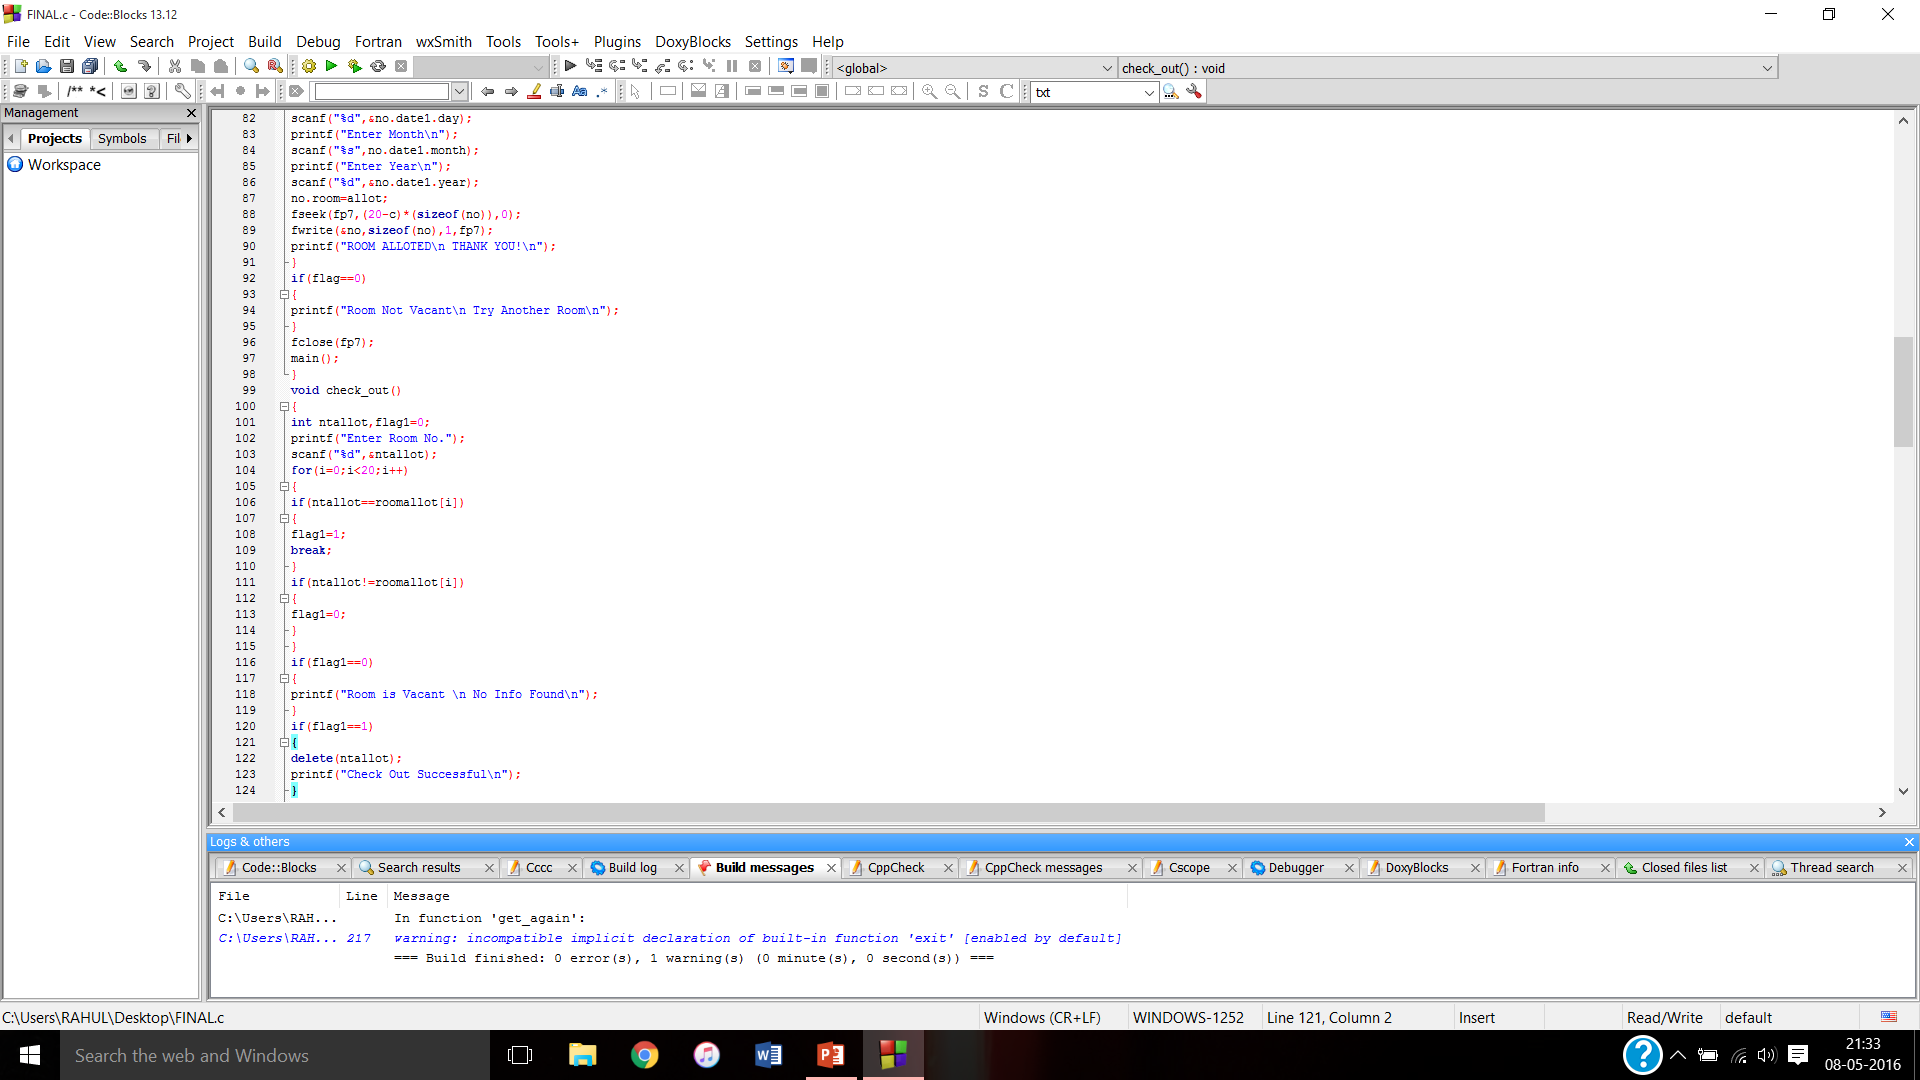 FINAL.c - Code::Blocks 13.12
File Edit View Search Project Build Debug Fortran wxSmith Tools Tools+ Plugins DoxyBlocks Settings Help
<global> check_out() : void
/** *< Aa .* S C txt
Management
Projects Symbols Fil
Workspace
82 scanf("%d",&no.date1.day);
83 printf("Enter Month\n");
84 scanf("%s",no.date1.month);
85 printf("Enter Year\n");
86 scanf("%d",&no.date1.year);
87 no.room=allot;
88 fseek(fp7,(20-c)*(sizeof(no)),0);
89 fwrite(&no,sizeof(no),1,fp7);
90 printf("ROOM ALLOTED\n THANK YOU!\n");
91 }
92 if(flag==0)
93 {
94 printf("Room Not Vacant\n Try Another Room\n");
95 }
96 fclose(fp7);
97 main();
98 }
99 void check_out()
100 {
101 int ntallot,flag1=0;
102 printf("Enter Room No.");
103 scanf("%d",&ntallot);
104 for(i=0;i<20;i++)
105 {
106 if(ntallot==roomallot[i])
107 {
108 flag1=1;
109 break;
110 }
111 if(ntallot!=roomallot[i])
112 {
113 flag1=0;
114 }
115 }
116 if(flag1==0)
117 {
118 printf("Room is Vacant \n No Info Found\n");
119 }
120 if(flag1==1)
121 {
122 delete(ntallot);
123 printf("Check Out Successful\n");
124 }
Logs & others
Code::Blocks Search results Cccc Build log Build messages CppCheck CppCheck messages Cscope Debugger DoxyBlocks Fortran info Closed files list Thread search
File Line Message
C:\Users\RAH... In function 'get_again':
C:\Users\RAH... 217 warning: incompatible implicit declaration of built-in function 'exit' [enabled by default]
=== Build finished: 0 error(s), 1 warning(s) (0 minute(s), 0 second(s)) ===
C:\Users\RAHUL\Desktop\FINAL.c Windows (CR+LF) WINDOWS-1252 Line 121, Column 2 Insert Read/Write default
Search the web and Windows
21:33
08-05-2016